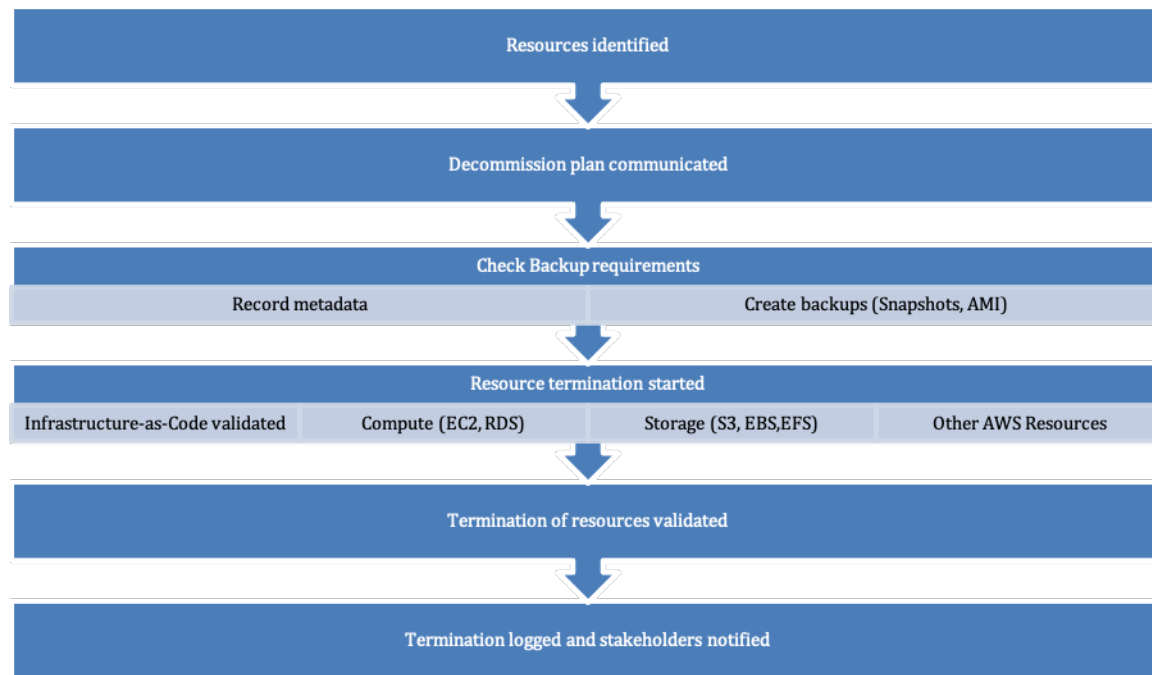 Resources identified
Decommission plan communicated
Check Backup requirements
Record metadata
Create backups (Snapshots, AMI)
Resource termination started
Infrastructure-as-Code validated
Compute (EC2, RDS)
Storage (S3, EBS,EFS)
Other AWS Resources
Termination of resources validated
Termination logged and stakeholders notified